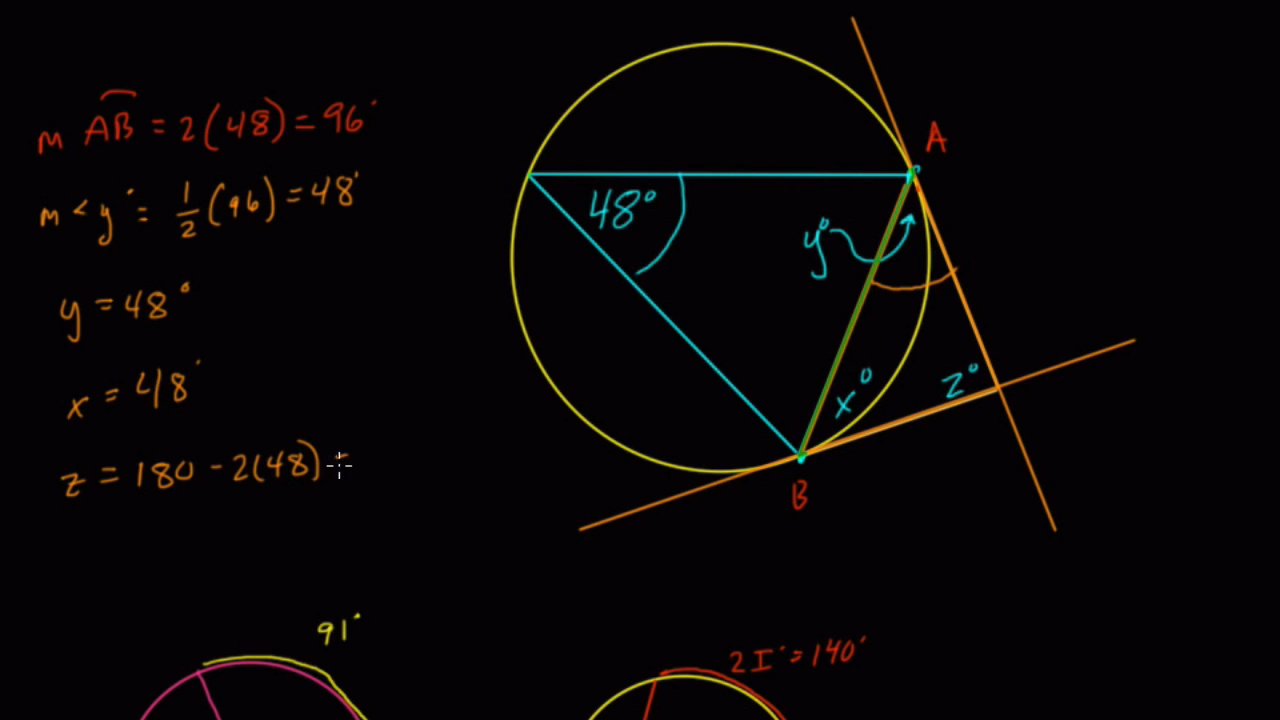 m AB = 2(48) = 96°
m < y° = 1/2 (96) = 48°
y = 48°
x = 48°
z = 180 - 2(48) =
A
48°
y°
x°
z°
B
91°
2I° = 140°